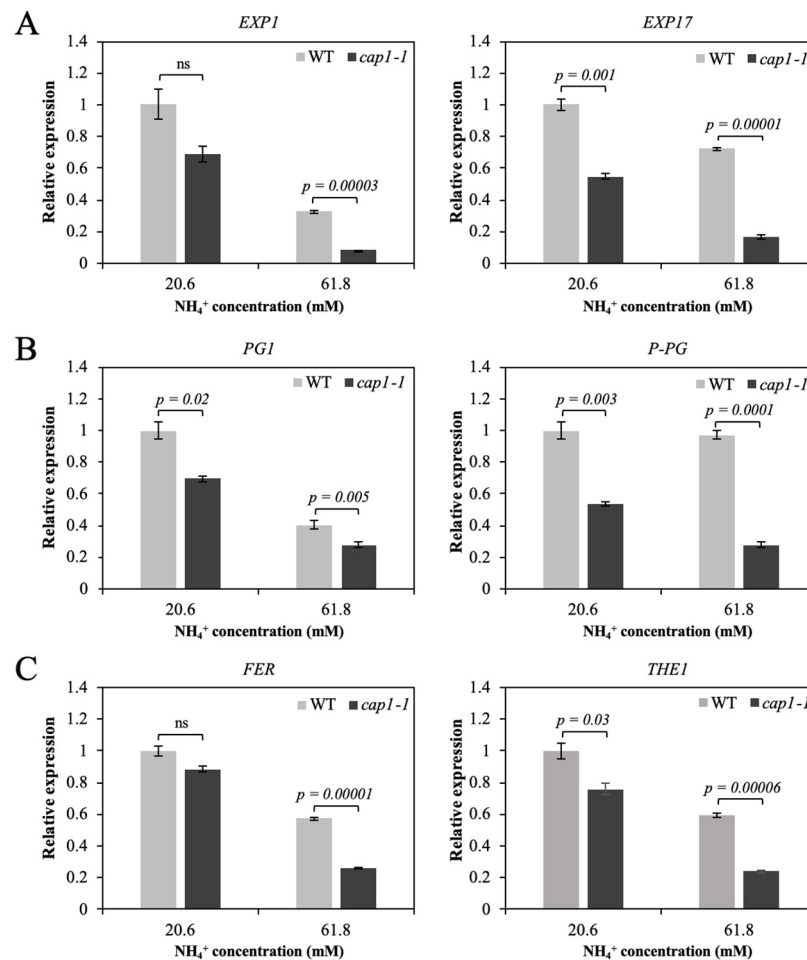 A
EXP1
WT cap1-1
Relative expression
1.4
1.2
1
0.8
0.6
0.4
0.2
0
ns
p = 0.00003
20.6 61.8
NH₄⁺ concentration (mM)
EXP17
WT cap1-1
Relative expression
1.4
1.2
1
0.8
0.6
0.4
0.2
0
p = 0.001
p = 0.00001
20.6 61.8
NH₄⁺ concentration (mM)
B
PG1
WT cap1-1
Relative expression
1.4
1.2
1
0.8
0.6
0.4
0.2
0
p = 0.02
p = 0.005
20.6 61.8
NH₄⁺ concentration (mM)
P-PG
WT cap1-1
Relative expression
1.4
1.2
1
0.8
0.6
0.4
0.2
0
p = 0.003
p = 0.0001
20.6 61.8
NH₄⁺ concentration (mM)
C
FER
WT cap1-1
Relative expression
1.4
1.2
1
0.8
0.6
0.4
0.2
0
ns
p = 0.00001
20.6 61.8
NH₄⁺ concentration (mM)
THE1
WT cap1-1
Relative expression
1.4
1.2
1
0.8
0.6
0.4
0.2
0
p = 0.03
p = 0.00006
20.6 61.8
NH₄⁺ concentration (mM)